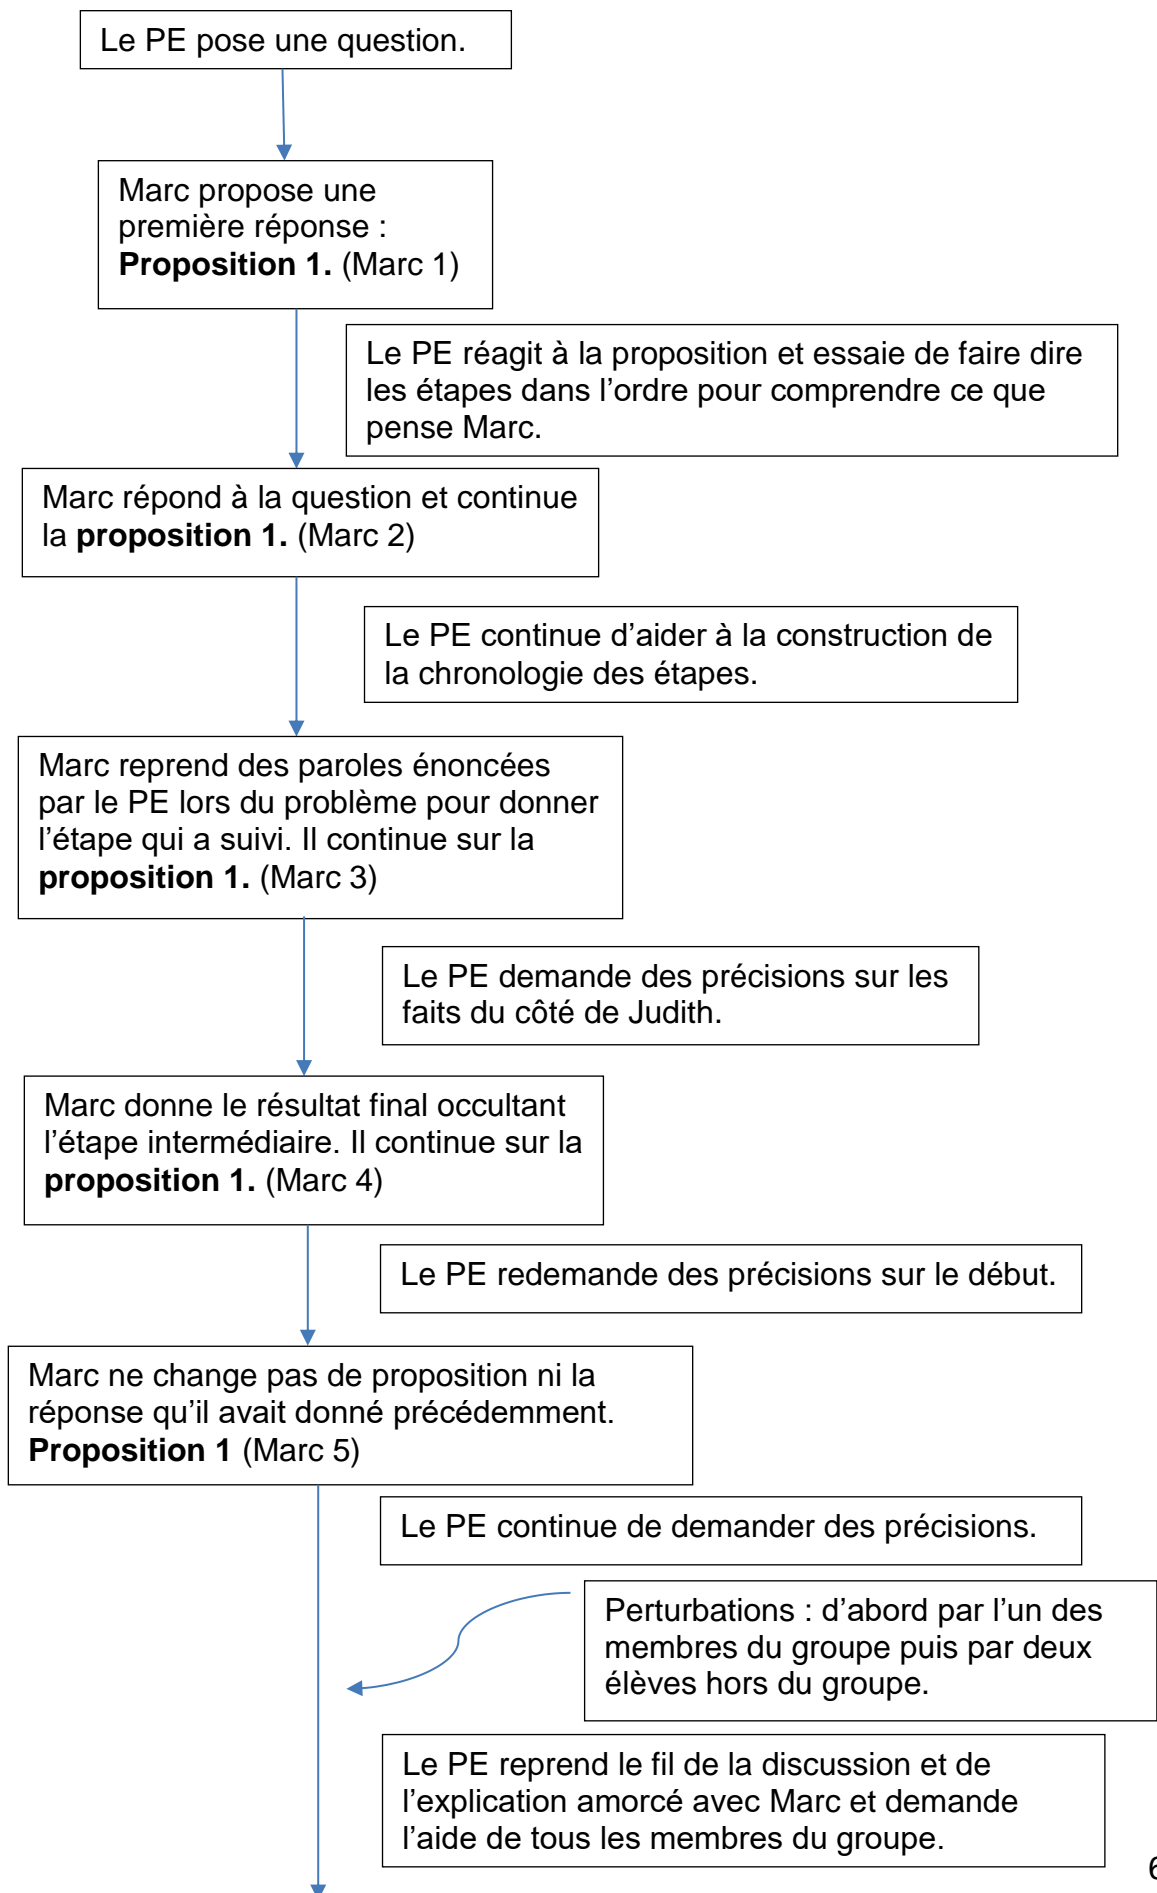 Le PE pose une question.
Marc propose une
première réponse :
Proposition 1. (Marc 1)
Le PE réagit à la proposition et essaie de faire dire
les étapes dans l’ordre pour comprendre ce que
pense Marc.
Marc répond à la question et continue
la proposition 1. (Marc 2)
Le PE continue d’aider à la construction de
la chronologie des étapes.
Marc reprend des paroles énoncées
par le PE lors du problème pour donner
l’étape qui a suivi. Il continue sur la
proposition 1. (Marc 3)
Le PE demande des précisions sur les
faits du côté de Judith.
Marc donne le résultat final occultant
l’étape intermédiaire. Il continue sur la
proposition 1. (Marc 4)
Le PE redemande des précisions sur le début.
Marc ne change pas de proposition ni la
réponse qu’il avait donné précédemment.
Proposition 1 (Marc 5)
Le PE continue de demander des précisions.
Perturbations : d’abord par l’un des
membres du groupe puis par deux
élèves hors du groupe.
Le PE reprend le fil de la discussion et de
l’explication amorcé avec Marc et demande
l’aide de tous les membres du groupe.